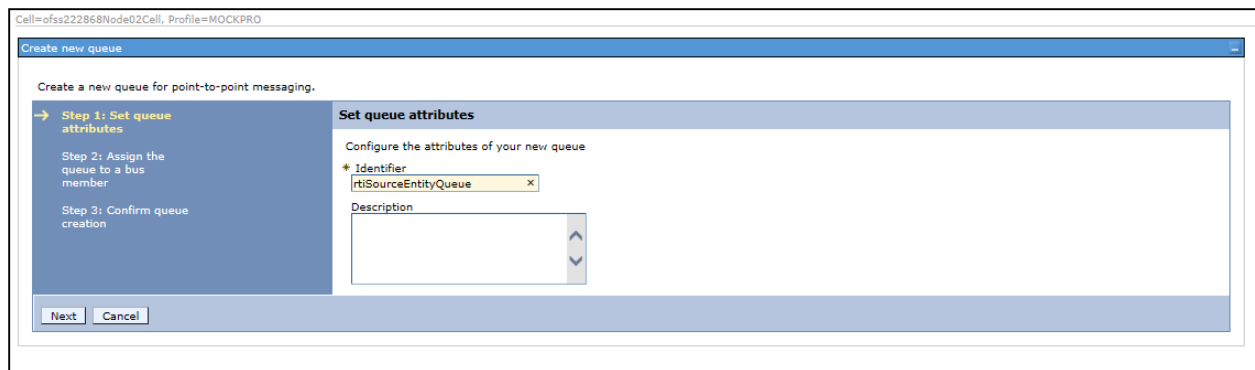 Cell=ofss222868Node02Cell, Profile=MOCKPRO
Create new queue
Create a new queue for point-to-point messaging.
Step 1: Set queue
attributes
Step 2: Assign the
queue to a bus
member
Step 3: Confirm queue
creation
Set queue attributes
Configure the attributes of your new queue
* Identifier
rtiSourceEntityQueue
Description
Next Cancel